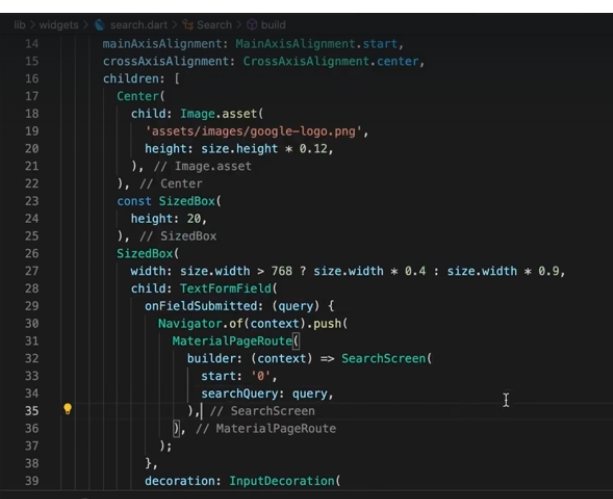 lib > widgets > search.dart > Search > build
14 mainAxisAlignment: MainAxisAlignment.start,
15 crossAxisAlignment: CrossAxisAlignment.center,
16 children: [
17 Center(
18 child: Image.asset(
19 'assets/images/google-logo.png',
20 height: size.height * 0.12,
21 ), // Image.asset
22 ), // Center
23 const SizedBox(
24 height: 20,
25 ), // SizedBox
26 SizedBox(
27 width: size.width > 768 ? size.width * 0.4 : size.width * 0.9,
28 child: TextFormField(
29 onFieldSubmitted: (query) {
30 Navigator.of(context).push(
31 MaterialPageRoute(
32 builder: (context) => SearchScreen(
33 start: '0',
34 searchQuery: query,
35 ), // SearchScreen
36 ), // MaterialPageRoute
37 );
38 },
39 decoration: InputDecoration(